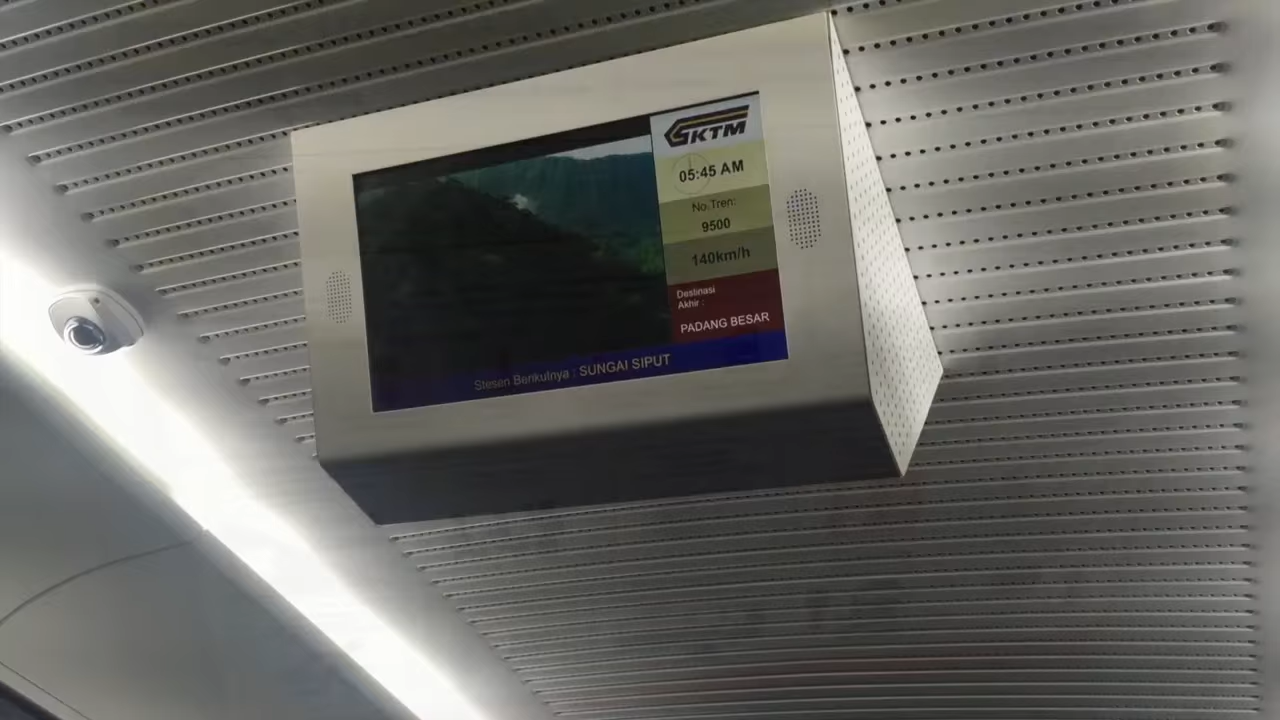 KTM
05:45 AM
No.Tren:
9500
140km/h
Destinasi
Akhir :
PADANG BESAR
Stesen Berikutnya : SUNGAI SIPUT